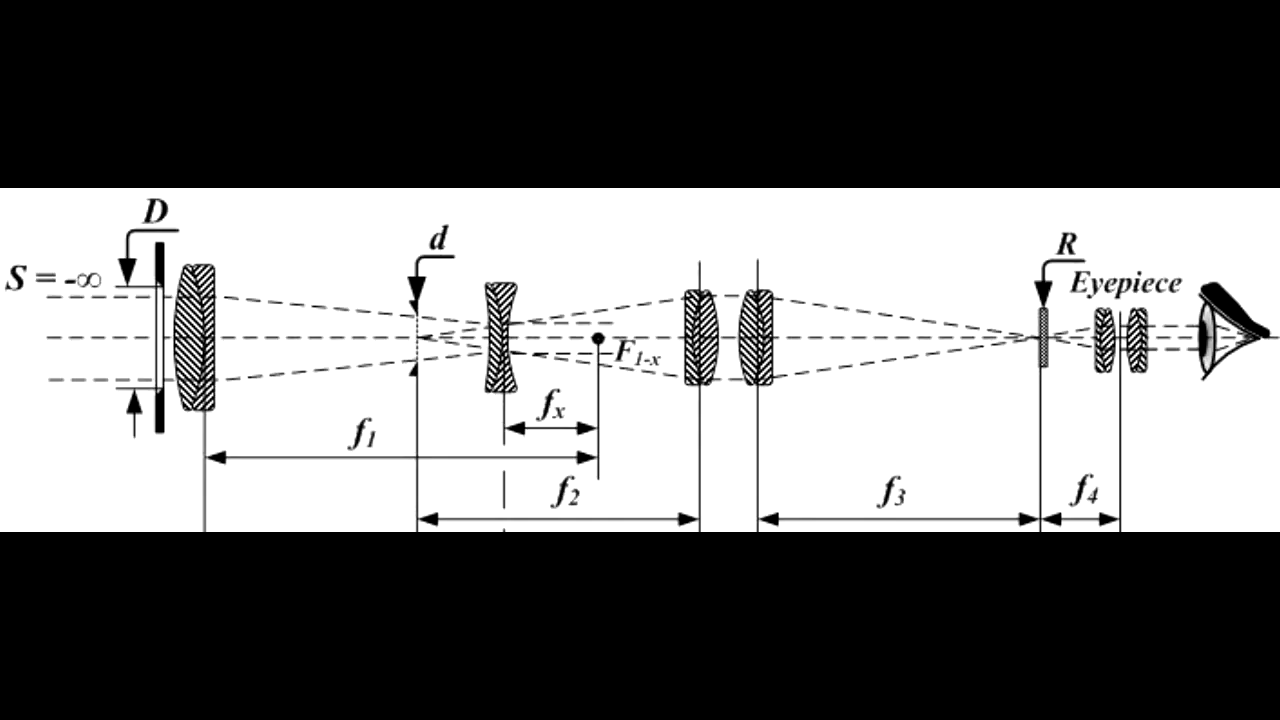 D
d
R
S = -∞
Eyepiece
F1-x
fx
f1
f2
f3
f4